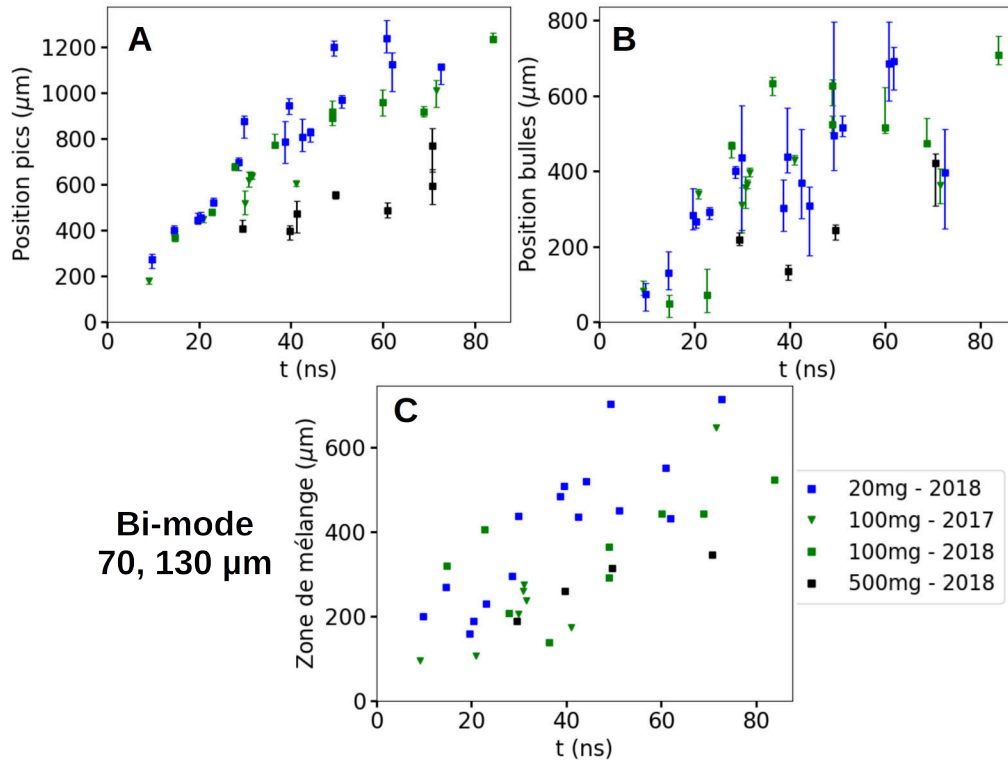 A
Position pics (μm)
1200
1000
800
600
400
200
0
0 20 40 60 80
t (ns)
B
Position bulles (μm)
800
600
400
200
0
0 20 40 60 80
t (ns)
C
Zone de mélange (μm)
600
400
200
0
0 20 40 60 80
t (ns)
Bi-mode
70, 130 µm
20mg - 2018
100mg - 2017
100mg - 2018
500mg - 2018